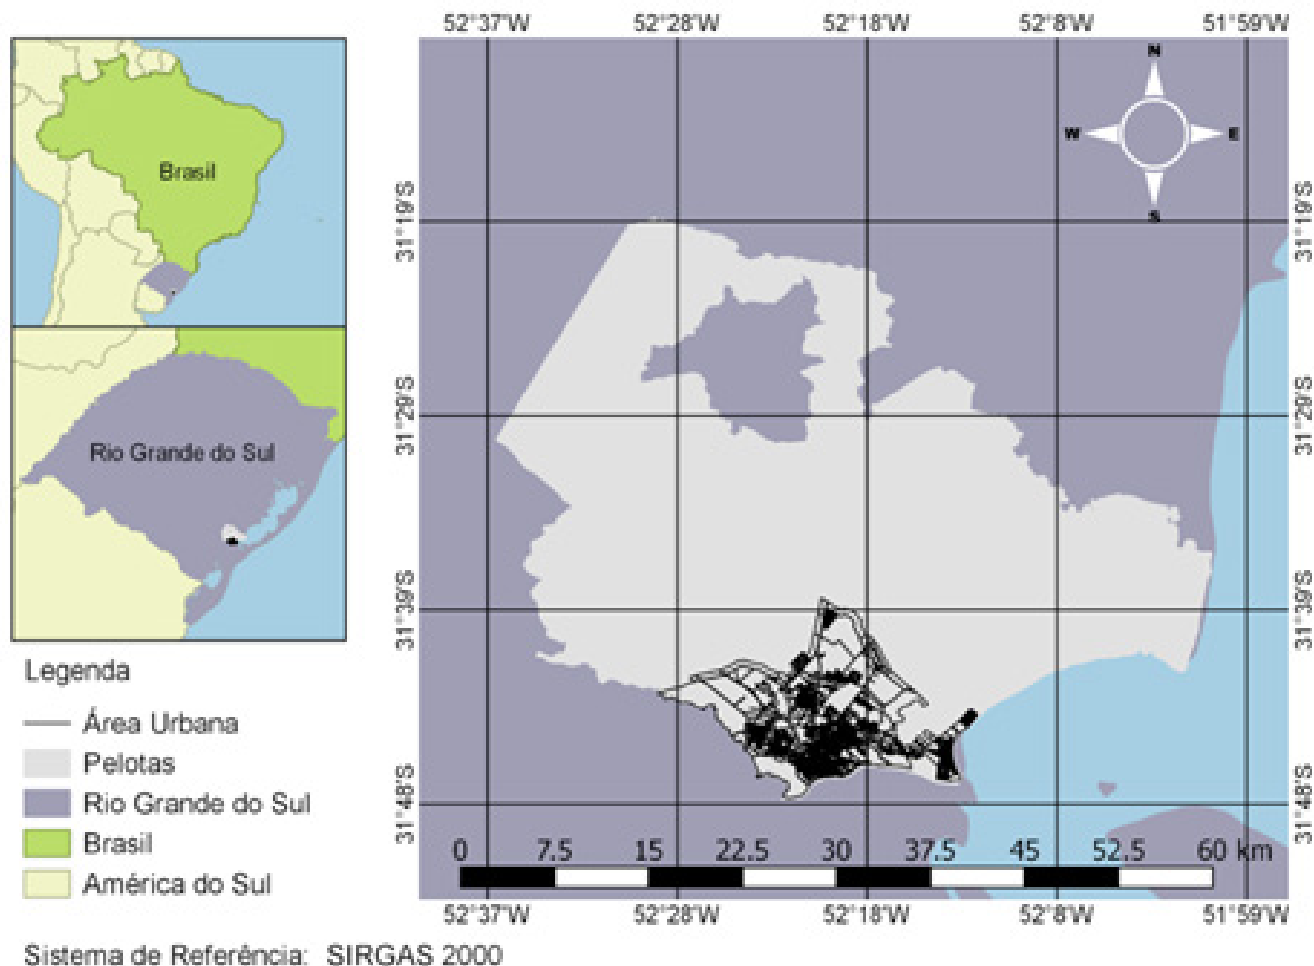 52°37'W 52°28'W 52°18'W 52°8'W 51°59'W
Brasil
Rio Grande do Sul
N
W E
S
31°19'S 31°19'S
31°29'S 31°29'S
31°39'S 31°39'S
31°48'S 31°48'S
0 7.5 15 22.5 30 37.5 45 52.5 60 km
52°37'W 52°28'W 52°18'W 52°8'W 51°59'W
Legenda
Área Urbana
Pelotas
Rio Grande do Sul
Brasil
América do Sul
Sistema de Referência: SIRGAS 2000